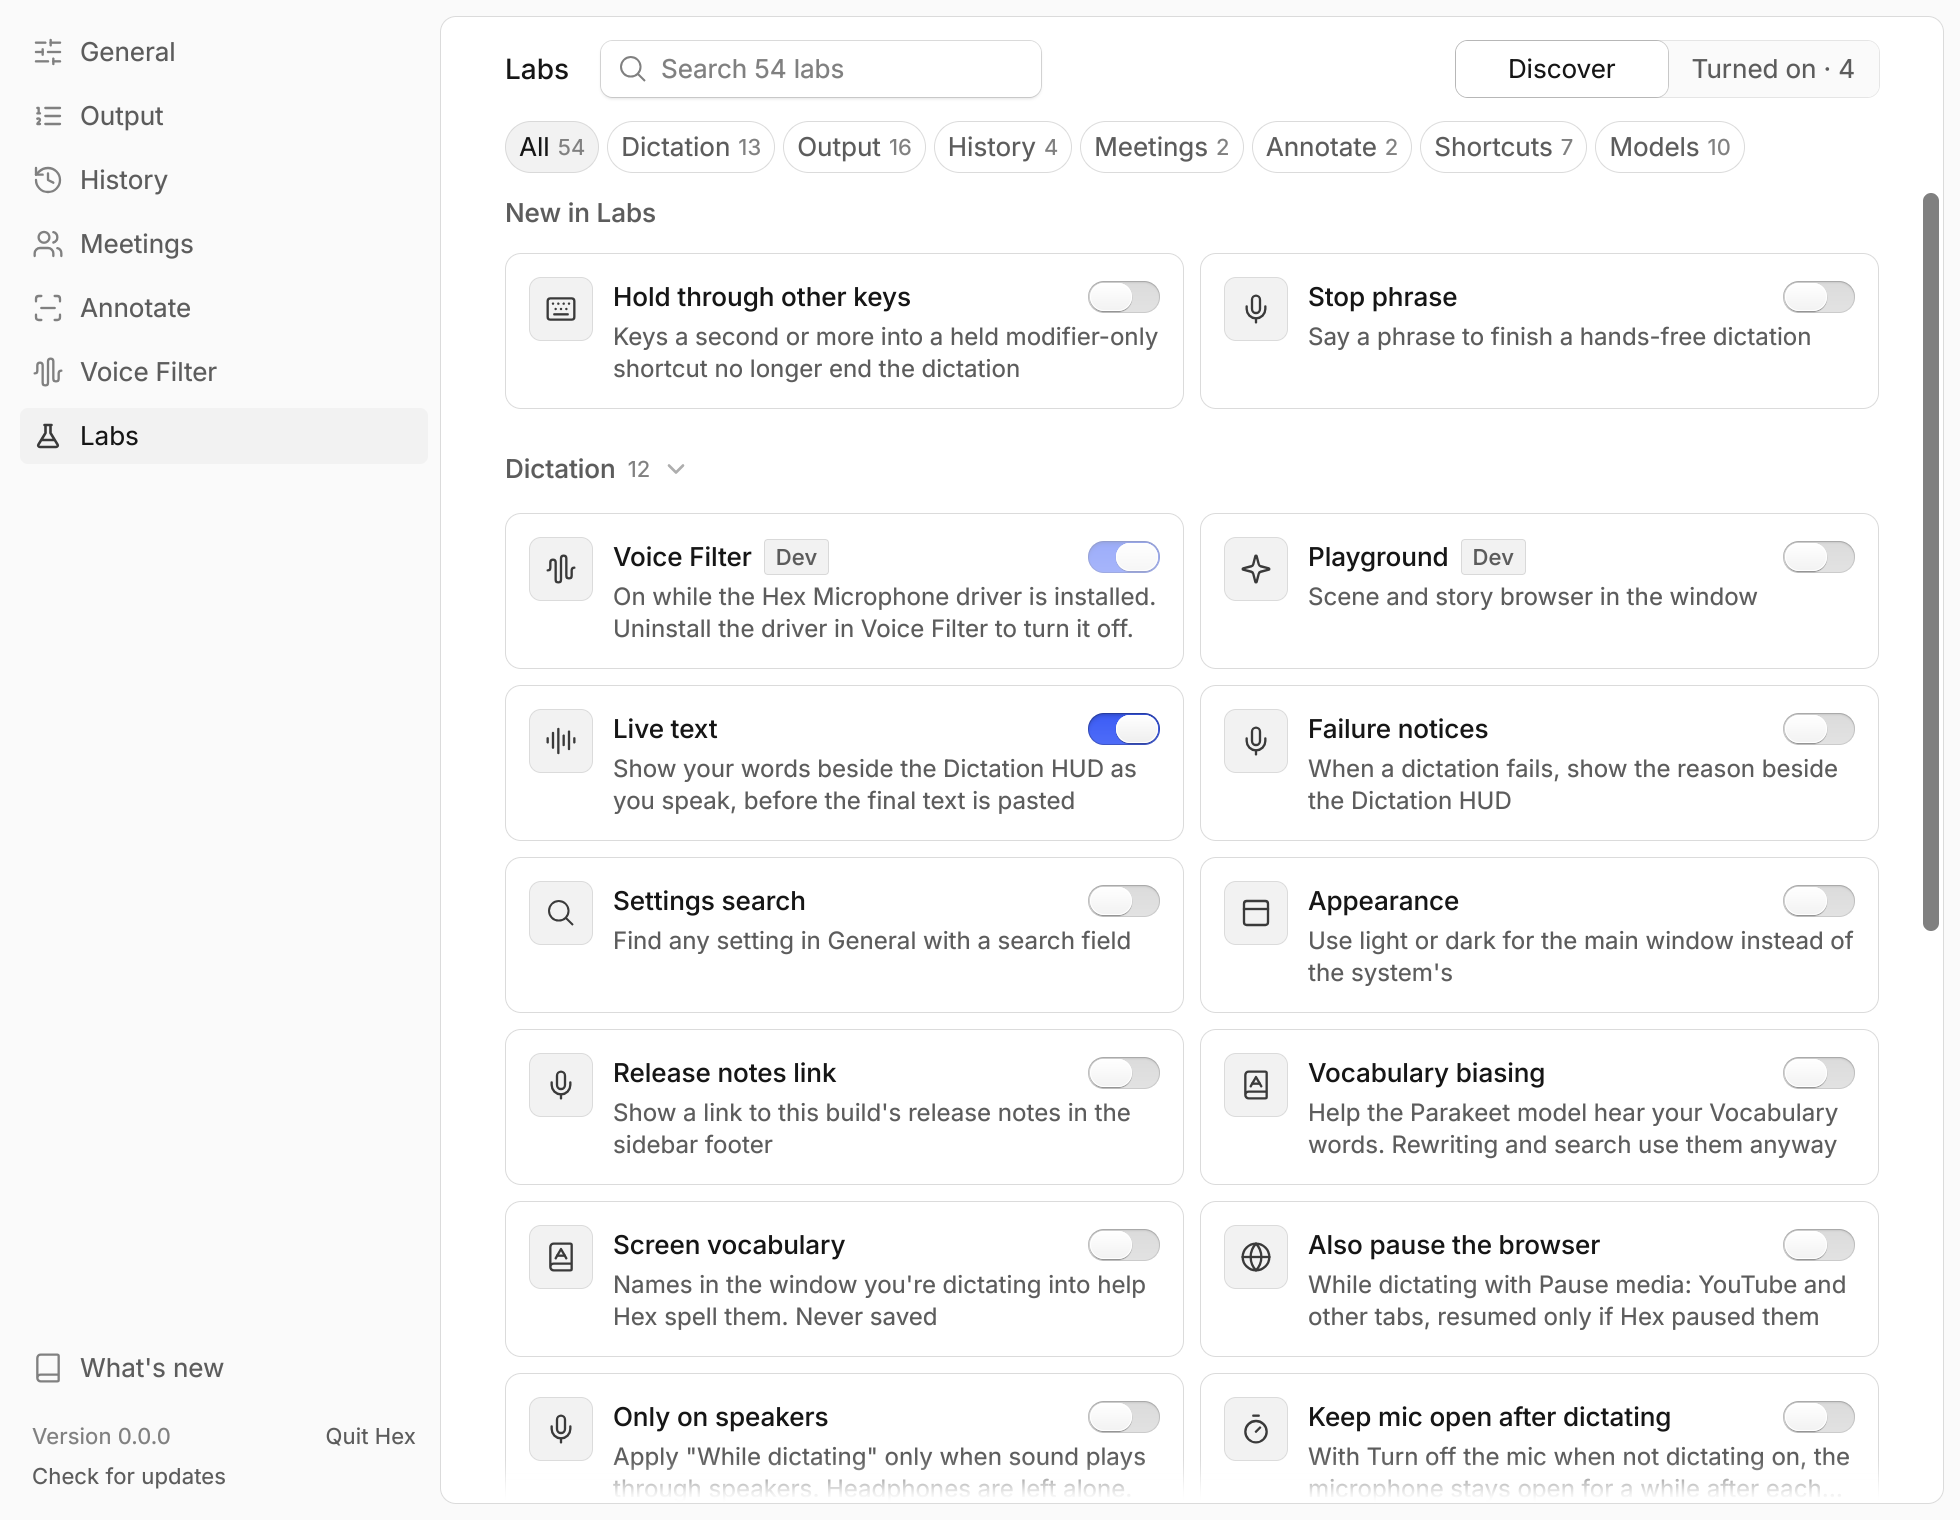 General
Output
History
Meetings
Annotate
Voice Filter
Labs
What's new
Version 0.0.0
Quit Hex
Check for updates
Labs
Search 54 labs
Discover
Turned on · 4
All 54
Dictation 13
Output 16
History 4
Meetings 2
Annotate 2
Shortcuts 7
Models 10
New in Labs
Hold through other keys
Keys a second or more into a held modifier-only
shortcut no longer end the dictation
Stop phrase
Say a phrase to finish a hands-free dictation
Dictation 12
Voice Filter Dev
On while the Hex Microphone driver is installed.
Uninstall the driver in Voice Filter to turn it off.
Playground Dev
Scene and story browser in the window
Live text
Show your words beside the Dictation HUD as
you speak, before the final text is pasted
Failure notices
When a dictation fails, show the reason beside
the Dictation HUD
Settings search
Find any setting in General with a search field
Appearance
Use light or dark for the main window instead of
the system's
Release notes link
Show a link to this build's release notes in the
sidebar footer
Vocabulary biasing
Help the Parakeet model hear your Vocabulary
words. Rewriting and search use them anyway
Screen vocabulary
Names in the window you're dictating into help
Hex spell them. Never saved
Also pause the browser
While dictating with Pause media: YouTube and
other tabs, resumed only if Hex paused them
Only on speakers
Apply "While dictating" only when sound plays
through speakers. Headphones are left alone.
Keep mic open after dictating
With Turn off the mic when not dictating on, the
microphone stays open for a while after each...